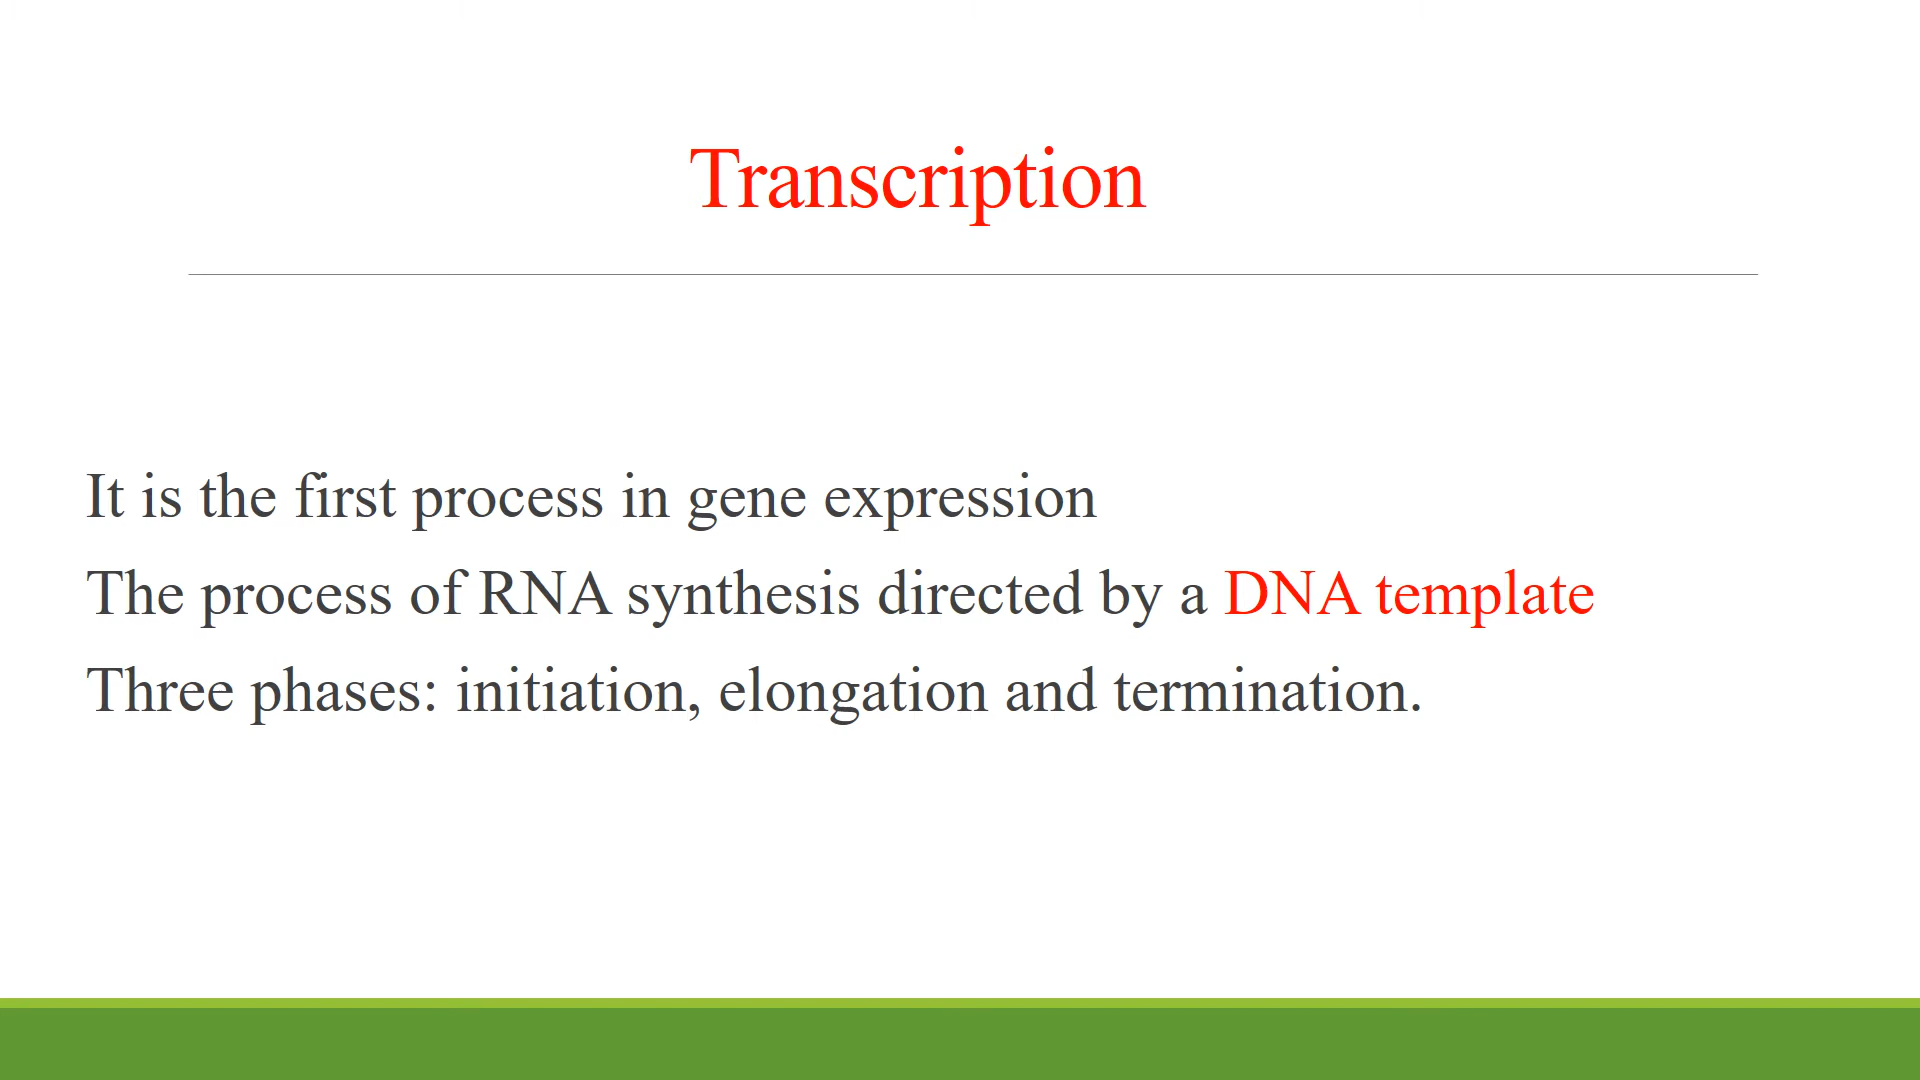 Transcription
It is the first process in gene expression
The process of RNA synthesis directed by a DNA template
Three phases: initiation, elongation and termination.